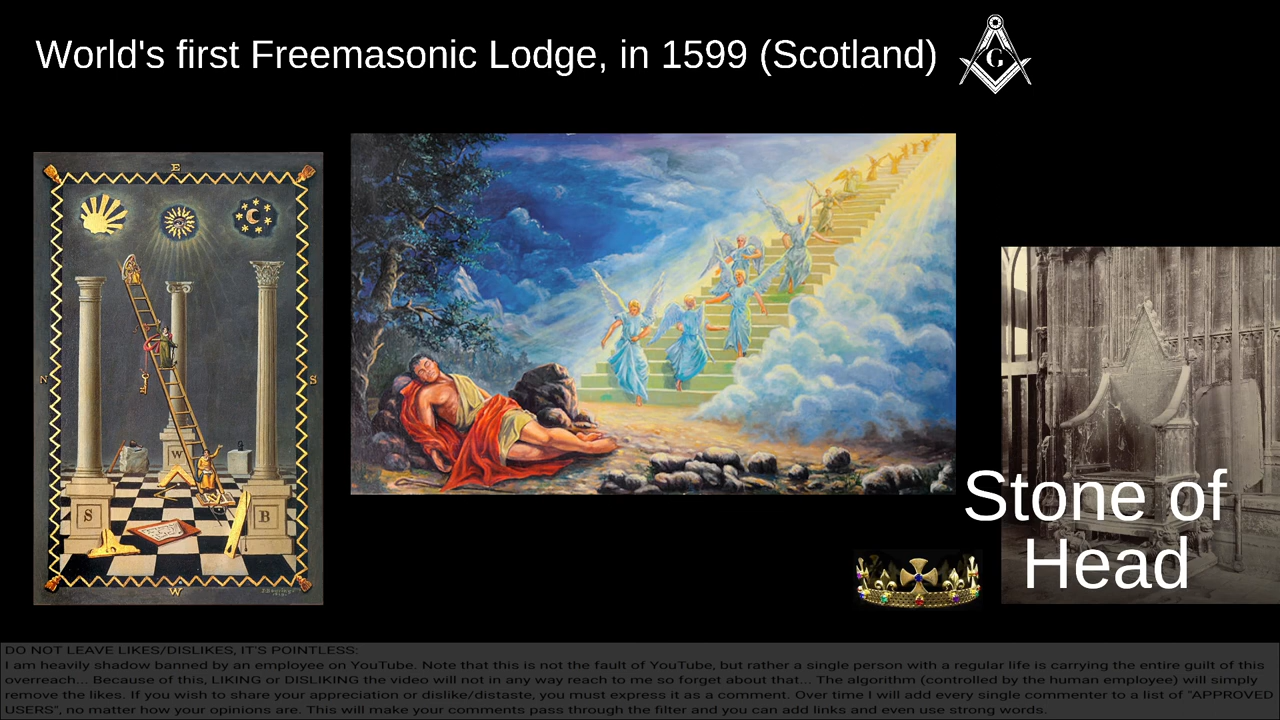 World's first Freemasonic Lodge, in 1599 (Scotland)
G
E
N
S
W
S
B
W
Stone of
Head
DO NOT LEAVE LIKES/DISLIKES, IT'S POINTLESS:
I am heavily shadow banned by an employee on YouTube. Note that this is not the fault of YouTube, but rather a single person with a regular life is carrying the entire guilt of this
overreach... Because of this, LIKING or DISLIKING the video will not in any way reach to me so forget about that... The algorithm (controlled by the human employee) will simply
remove the likes. If you wish to share your appreciation or dislike/distaste, you must express it as a comment. Over time I will add every single commenter to a list of "APPROVED
USERS", no matter how your opinions are. This will make your comments pass through the filter and you can add links and even use strong words.